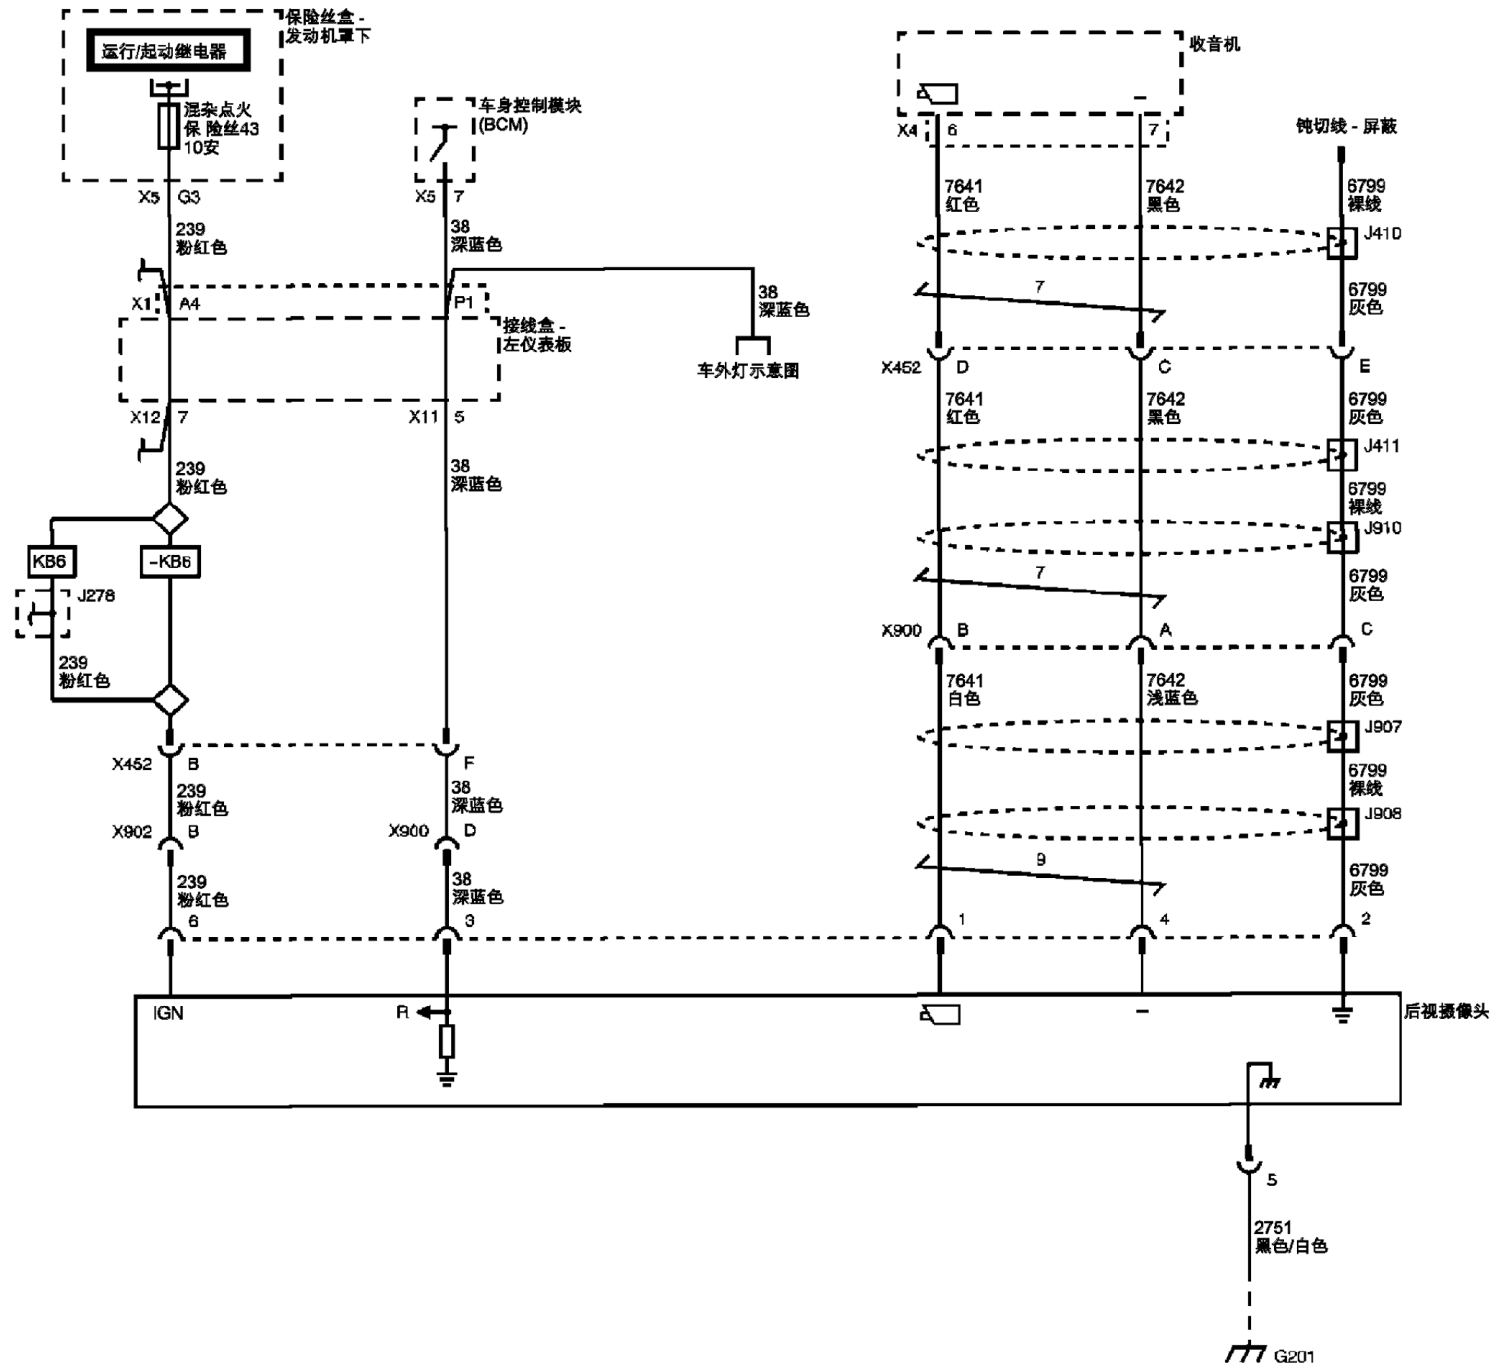 保险丝盒 -
发动机罩下
运行/起动继电器
混杂点火
保 险丝43
10安
X5 G3
239
粉红色
X1 A4
X12 7
239
粉红色
KB6
-KB6
J278
239
粉红色
X452 B
239
粉红色
X902 B
239
粉红色
6
车身控制模块
(BCM)
X5 7
38
深蓝色
P1
38
深蓝色
车外灯示意图
接线盒 -
左仪表板
X11 5
38
深蓝色
F
38
深蓝色
X900 D
38
深蓝色
3
收音机
X4 6 7
7641
红色
7642
黑色
钝切线 - 屏蔽
6799
裸线
J410
7
6799
灰色
X452 D C E
7641
红色
7642
黑色
6799
灰色
J411
6799
裸线
J910
7
6799
灰色
X900 B A C
7641
白色
7642
浅蓝色
6799
灰色
J907
6799
裸线
J908
9
6799
灰色
1 4 2
IGN
R
后视摄像头
5
2751
黑色/白色
G201